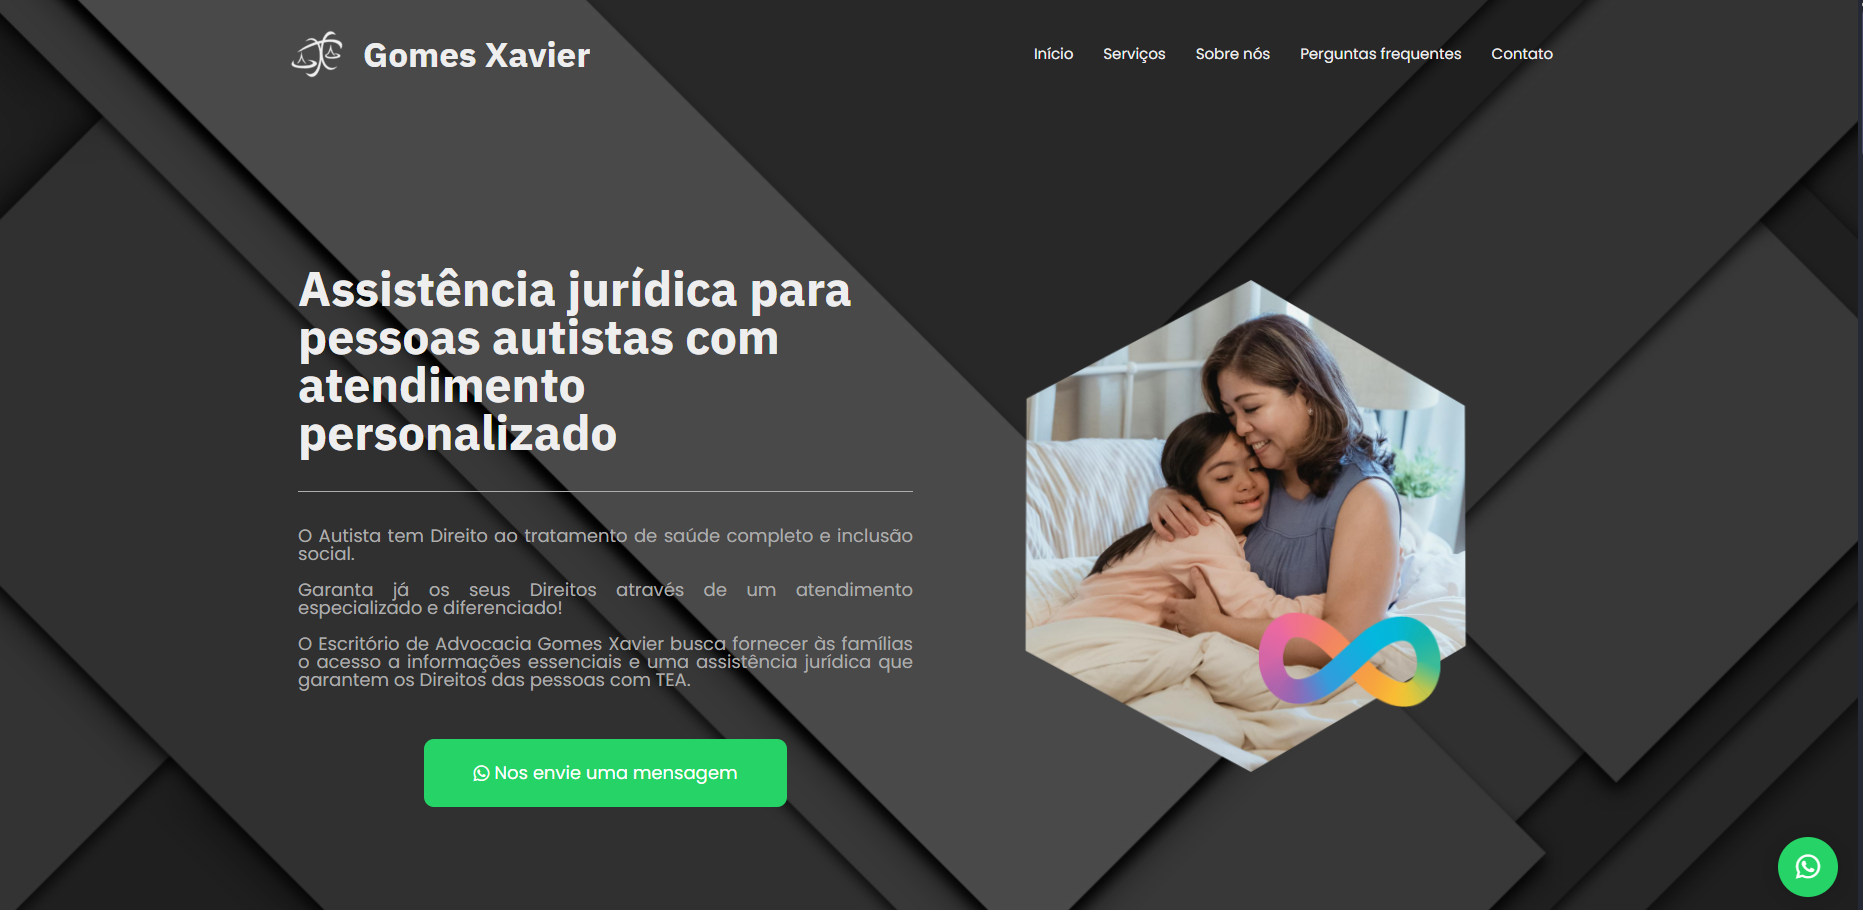 Gomes Xavier
Início
Serviços
Sobre nós
Perguntas frequentes
Contato
Assistência jurídica para
pessoas autistas com
atendimento
personalizado
O Autista tem Direito ao tratamento de saúde completo e inclusão
social.
Garanta já os seus Direitos através de um atendimento
especializado e diferenciado!
O Escritório de Advocacia Gomes Xavier busca fornecer às famílias
o acesso a informações essenciais e uma assistência jurídica que
garantem os Direitos das pessoas com TEA.
Nos envie uma mensagem